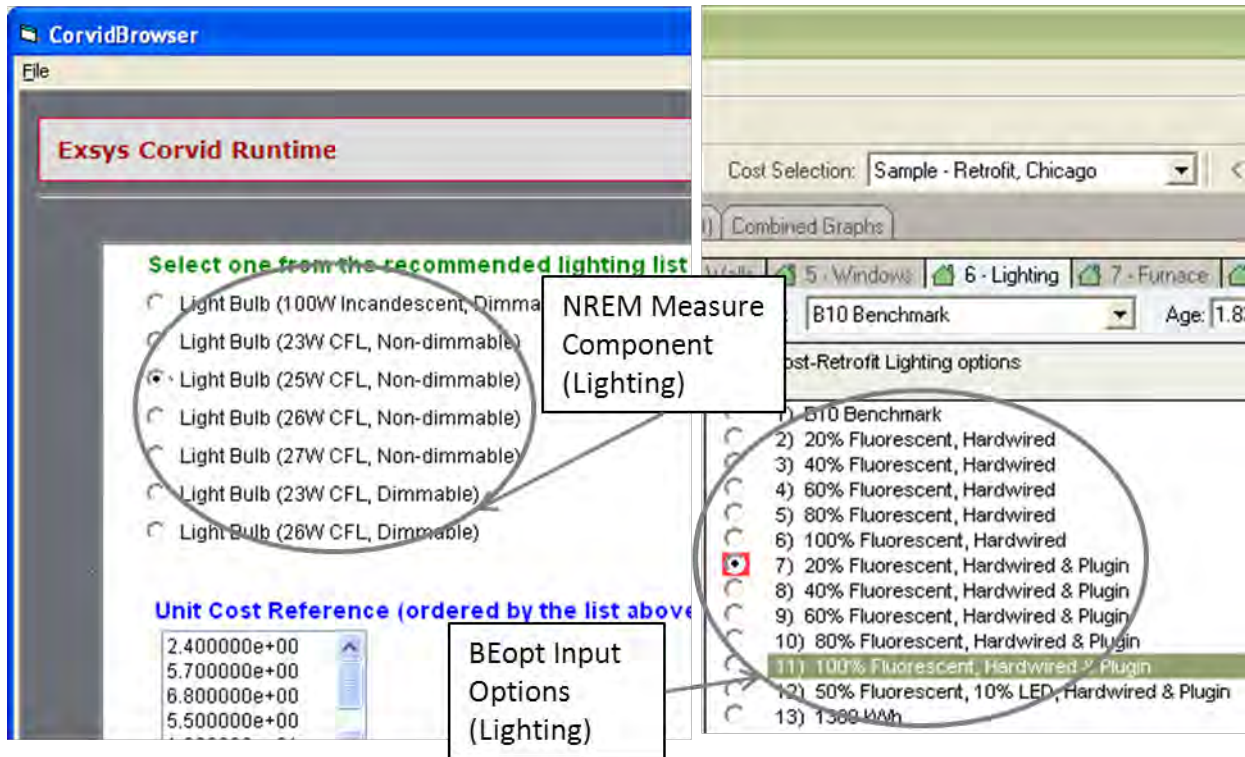 CorvidBrowser
File
Exsys Corvid Runtime
Select one from the recommended lighting list
Light Bulb (100W Incandescent, Dimma
Light Bulb (23W CFL, Non-dimmable)
Light Bulb (25W CFL, Non-dimmable)
Light Bulb (26W CFL, Non-dimmable)
Light Bulb (27W CFL, Non-dimmable)
Light Bulb (23W CFL, Dimmable)
Light Bulb (26W CFL, Dimmable)
Unit Cost Reference (ordered by the list above
2.400000e+00
5.700000e+00
6.800000e+00
5.500000e+00
NREM Measure
Component
(Lighting)
BEopt Input
Options
(Lighting)
Cost Selection: Sample - Retrofit, Chicago <
Combined Graphs
5 - Windows 6 - Lighting 7 - Furnace
B10 Benchmark Age: 1.83
ost-Retrofit Lighting options
1) B10 Benchmark
2) 20% Fluorescent, Hardwired
3) 40% Fluorescent, Hardwired
4) 60% Fluorescent, Hardwired
5) 80% Fluorescent, Hardwired
6) 100% Fluorescent, Hardwired
7) 20% Fluorescent, Hardwired & Plugin
8) 40% Fluorescent, Hardwired & Plugin
9) 60% Fluorescent, Hardwired & Plugin
10) 80% Fluorescent, Hardwired & Plugin
11) 100% Fluorescent, Hardwired & Plugin
12) 50% Fluorescent, 10% LED, Hardwired & Plugin
13) 1389 kWh